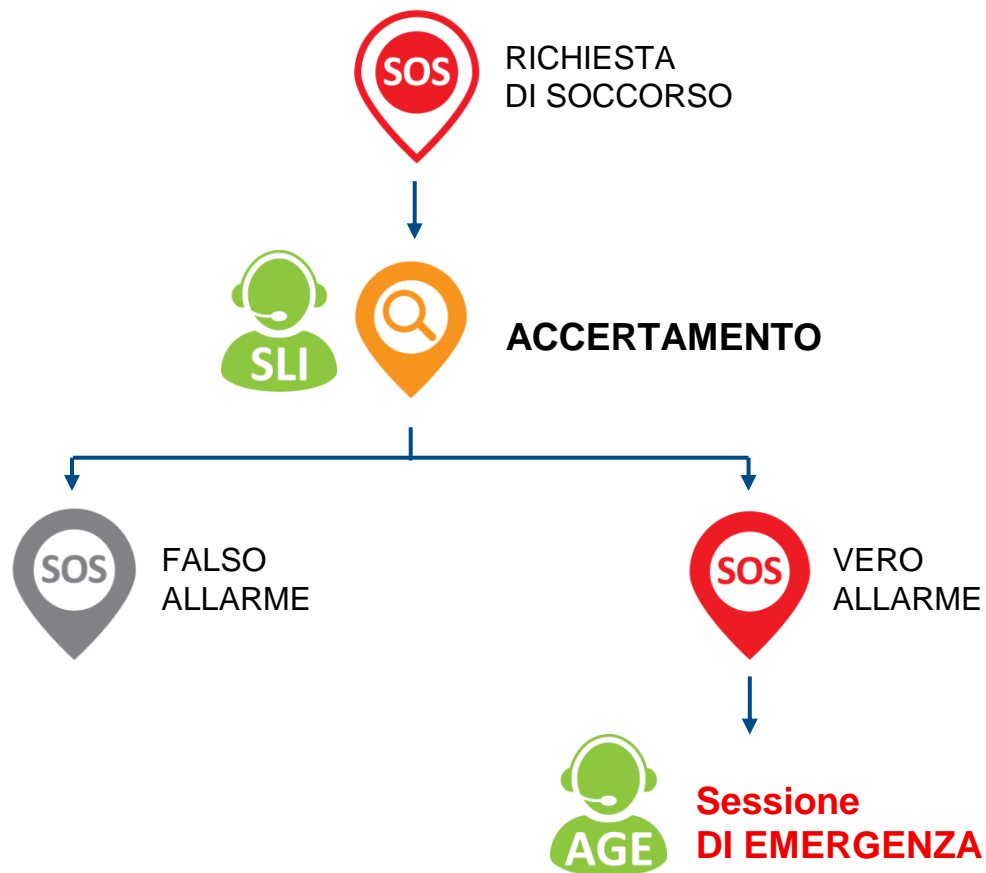 SOS
RICHIESTA
DI SOCCORSO
SLI
ACCERTAMENTO
SOS
FALSO
ALLARME
SOS
VERO
ALLARME
AGE
Sessione
DI EMERGENZA